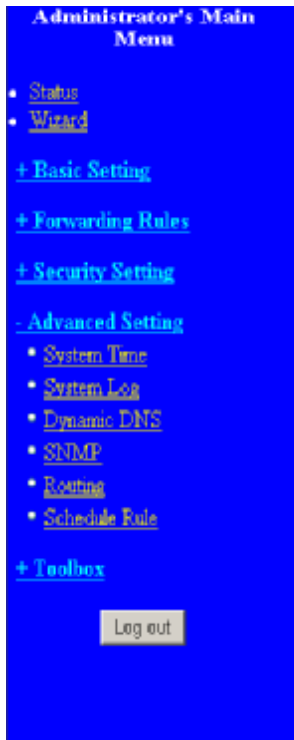 Administrator's Main
Menu
Status
Wizard
+ Basic Setting
+ Forwarding Rules
+ Security Setting
- Advanced Setting
System Time
System Log
Dynamic DNS
SNMP
Routing
Schedule Rule
+ Toolbox
Log out